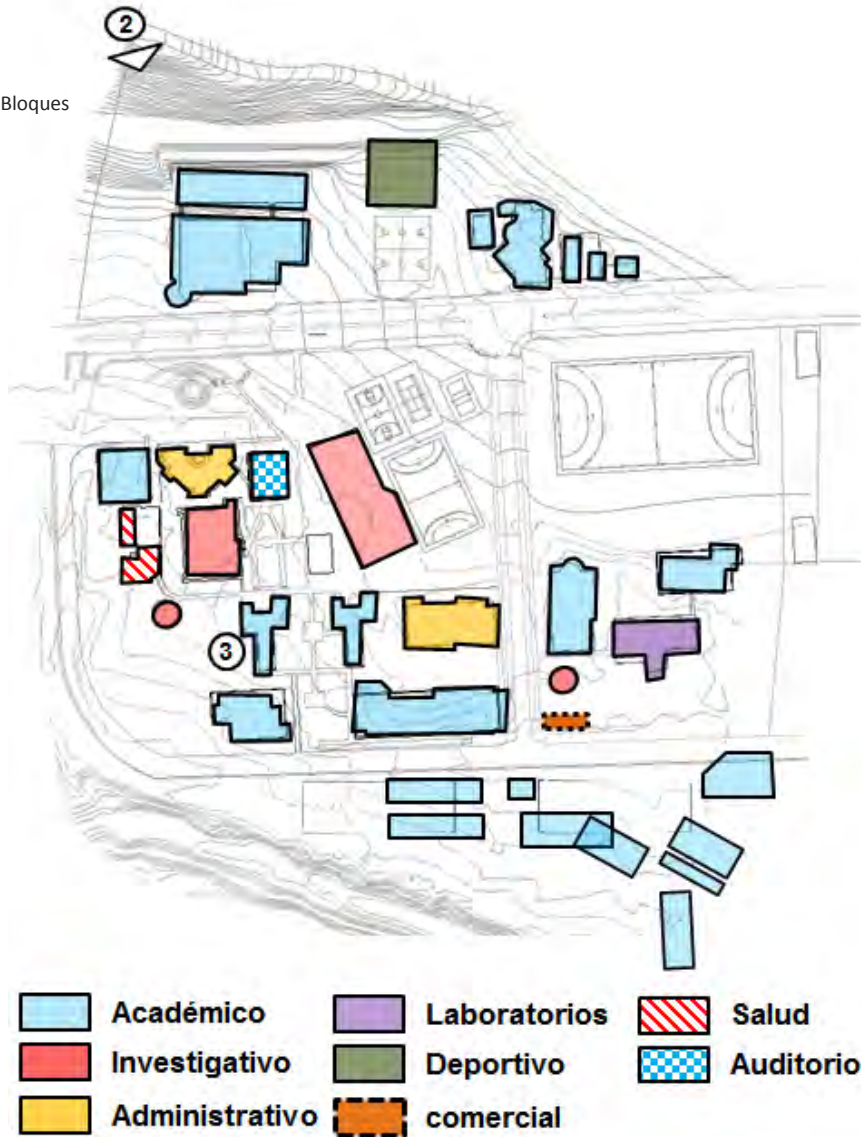 2
Bloques
3
Académico
Laboratorios
Salud
Investigativo
Deportivo
Auditorio
Administrativo
comercial